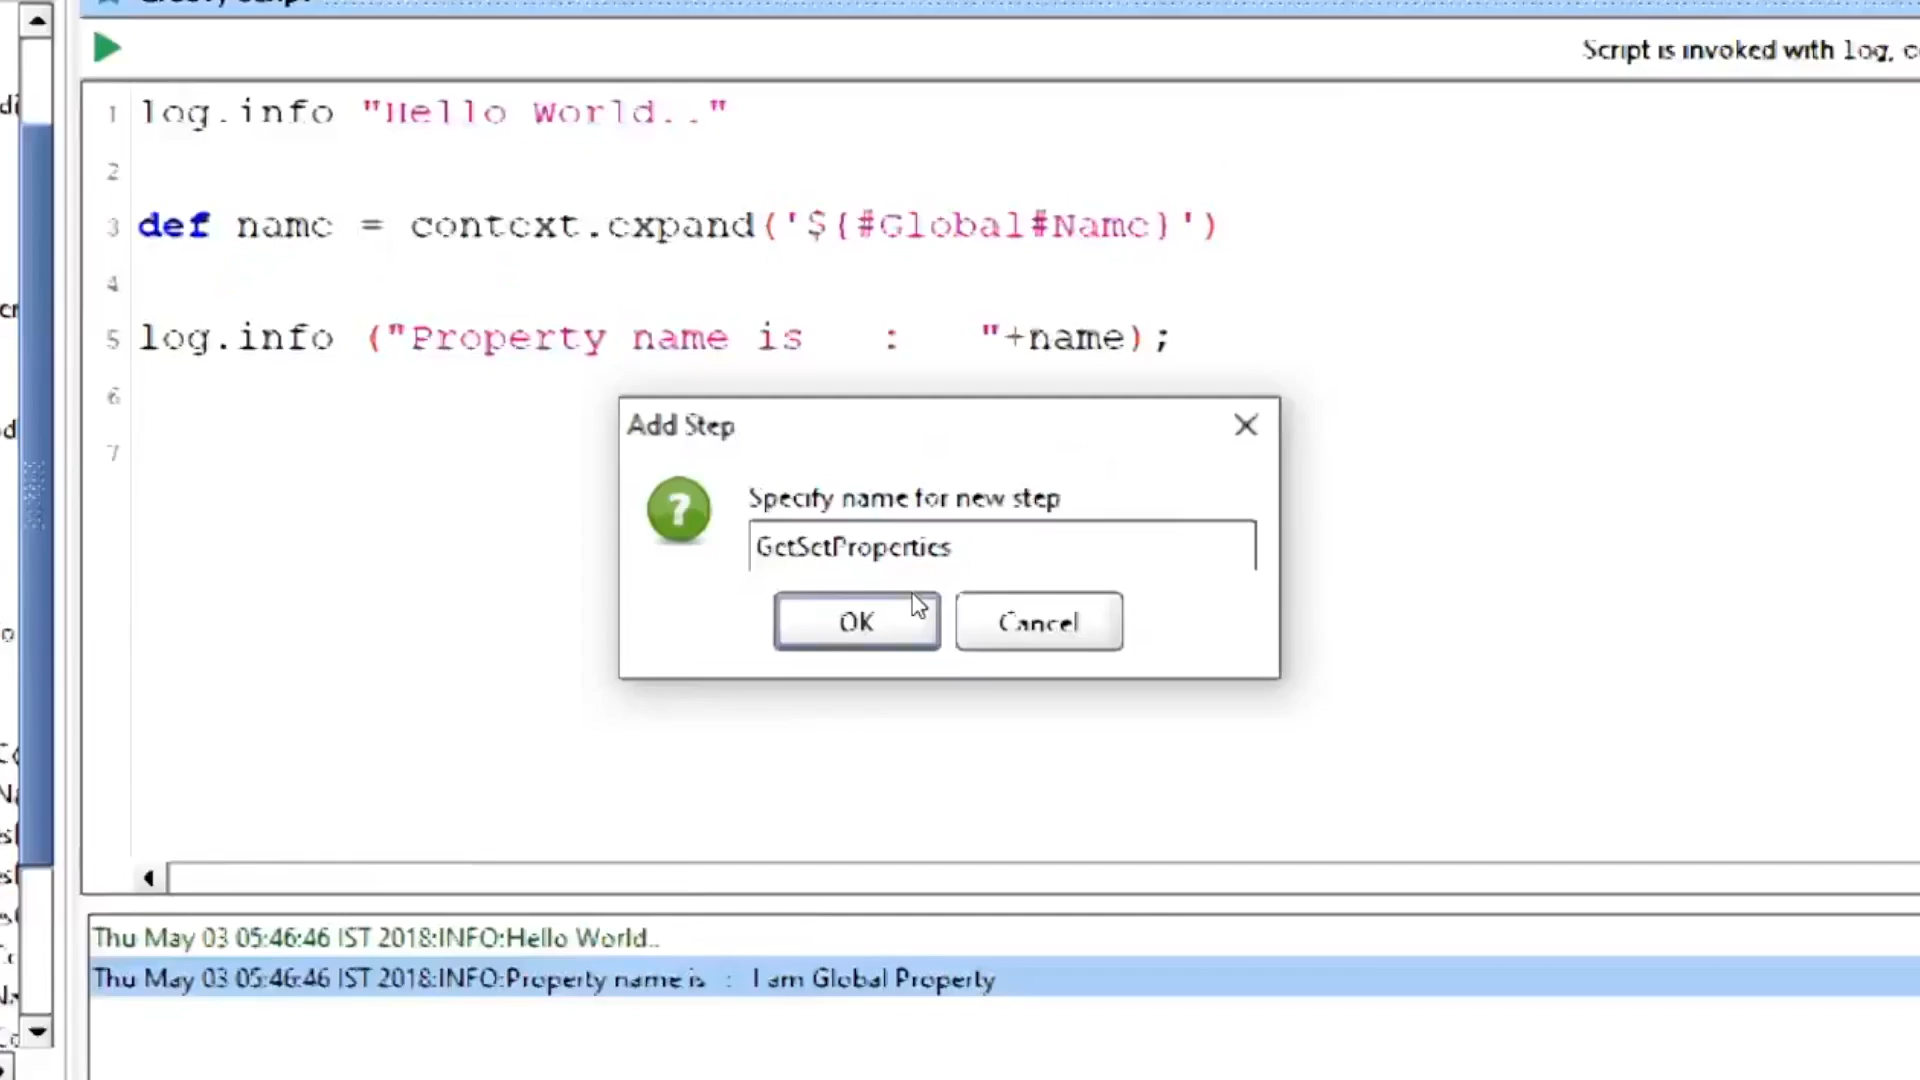 Groovy Script
Script is invoked with log,
1 log.info "Hello World.."
2
3 def name = context.expand('${#Global#Name}')
4
5 log.info ("Property name is   :   "+name);
6
7
Add Step
Specify name for new step
GetSetProperties
OK
Cancel
Thu May 03 05:46:46 IST 2018:INFO:Hello World..
Thu May 03 05:46:46 IST 2018:INFO:Property name is   :   I am Global Property